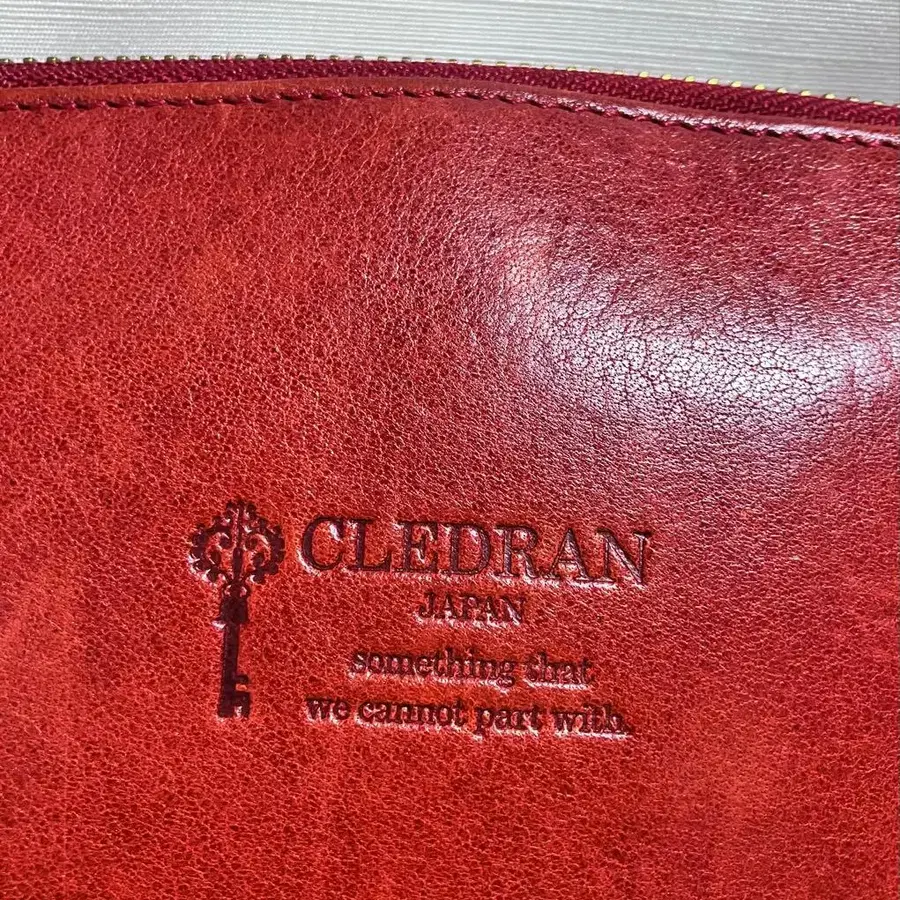 CLEDRAN
JAPAN
something that
we cannot part with.